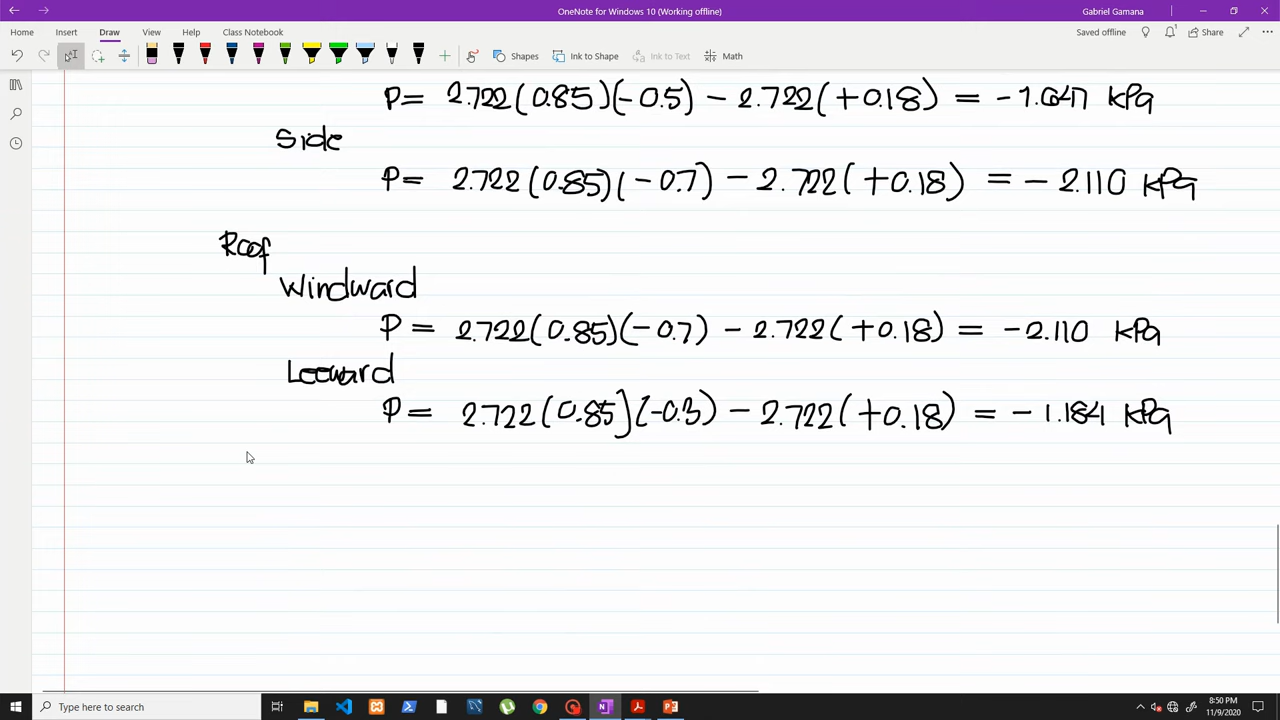 OneNote for Windows 10 (Working offline)
Gabriel Gamana
Home Insert Draw View Help Class Notebook
Saved offline Share
Shapes Ink to Shape Ink to Text Math
P= 2.722(0.85)(-0.5) - 2.722(+0.18) = -1.647 kPa
Side
P= 2.722(0.85)(-0.7) - 2.722(+0.18) = -2.110 kPa
Roof
Windward
P = 2.722(0.85)(-0.7) - 2.722(+0.18) = -2.110 kPa
Leeward
P= 2.722(0.85)(-0.3) - 2.722(+0.18) = -1.184 kPa
Type here to search
8:50 PM
11/9/2020